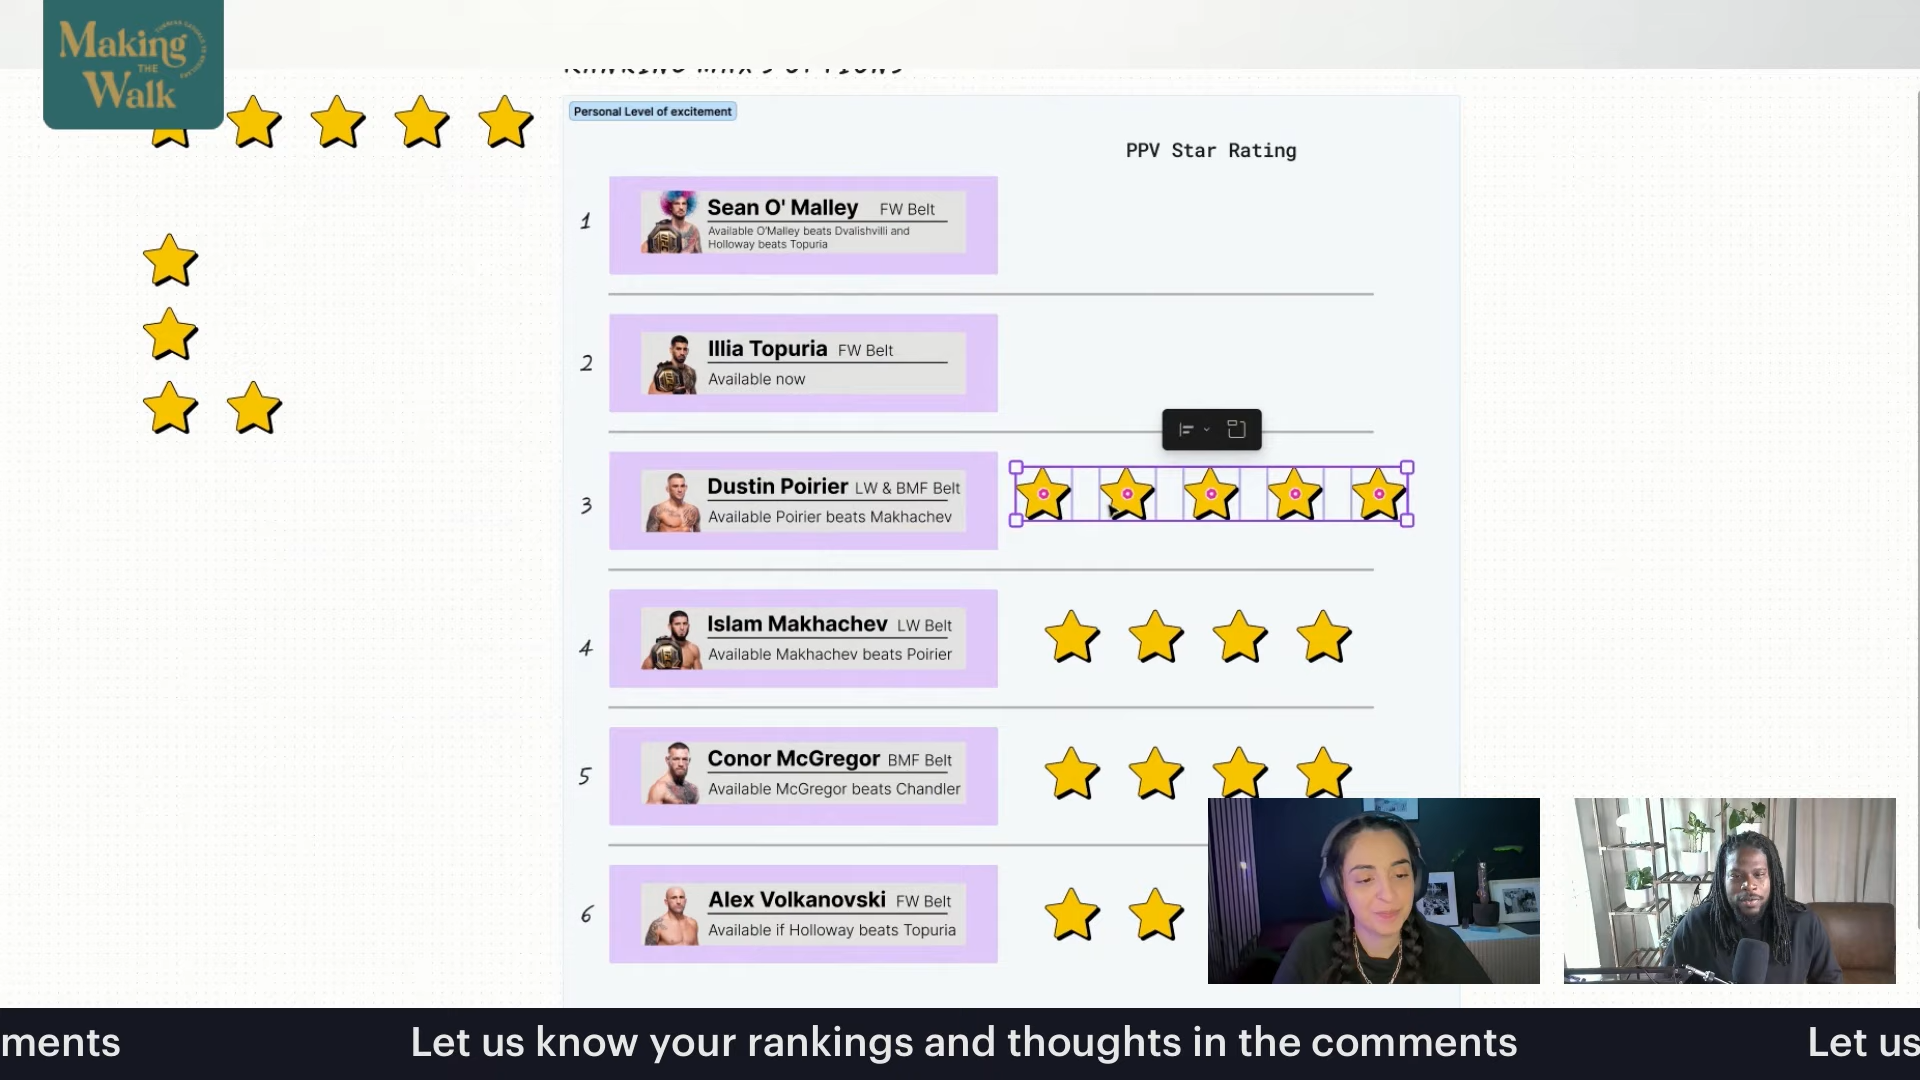 Making
THE
Walk
RANKING MAX'S OPTIONS
Personal Level of excitement
PPV Star Rating
1
Sean O' Malley FW Belt
Available O'Malley beats Dvalishvilli and
Holloway beats Topuria
2
Illia Topuria FW Belt
Available now
3
Dustin Poirier LW & BMF Belt
Available Poirier beats Makhachev
4
Islam Makhachev LW Belt
Available Makhachev beats Poirier
5
Conor McGregor BMF Belt
Available McGregor beats Chandler
6
Alex Volkanovski FW Belt
Available if Holloway beats Topuria
ments Let us know your rankings and thoughts in the comments Let us